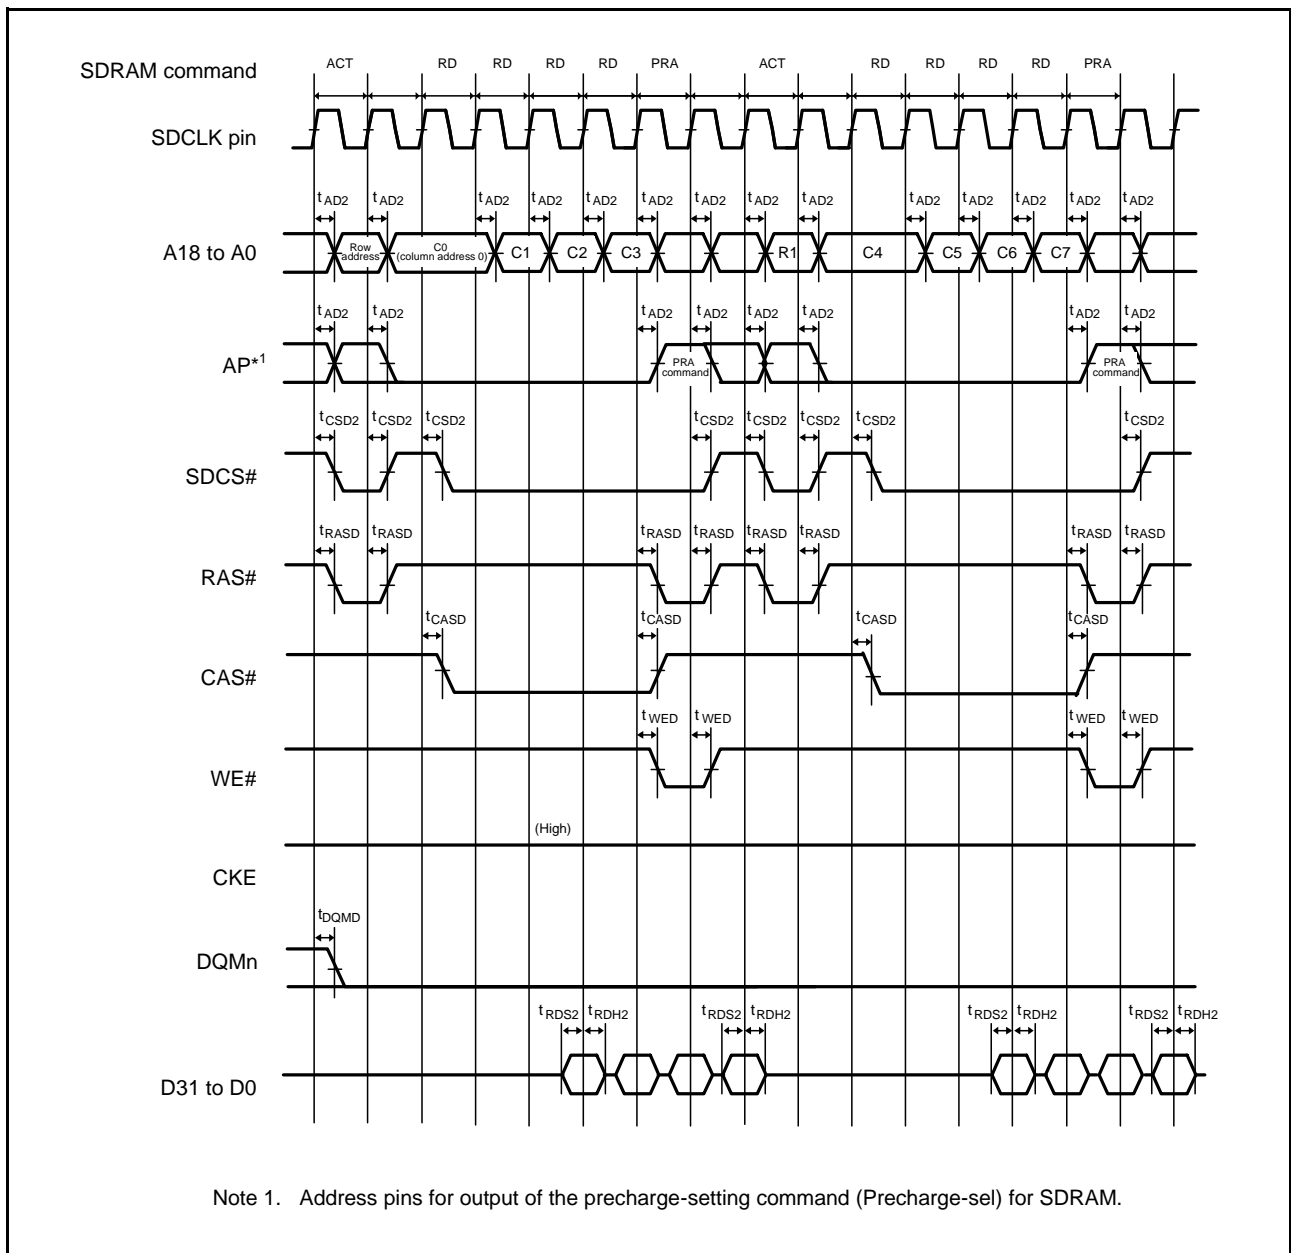 SDRAM command ACT RD RD RD RD PRA ACT RD RD RD RD PRA
SDCLK pin
tAD2 tAD2 tAD2 tAD2 tAD2 tAD2 tAD2 tAD2 tAD2 tAD2 tAD2 tAD2 tAD2 tAD2
A18 to A0 Row address C0 (column address 0) C1 C2 C3 R1 C4 C5 C6 C7
tAD2 tAD2 tAD2 tAD2 tAD2 tAD2 tAD2 tAD2
AP*1 PRA command PRA command
tCSD2 tCSD2 tCSD2 tCSD2 tCSD2 tCSD2 tCSD2 tCSD2
SDCS#
tRASD tRASD tRASD tRASD tRASD tRASD tRASD tRASD
RAS#
tCASD tCASD tCASD tCASD
CAS#
tWED tWED tWED tWED
WE#
(High)
CKE
tDQMD
DQMn
tRDS2 tRDH2 tRDS2 tRDH2 tRDS2 tRDH2 tRDS2 tRDH2
D31 to D0
Note 1. Address pins for output of the precharge-setting command (Precharge-sel) for SDRAM.